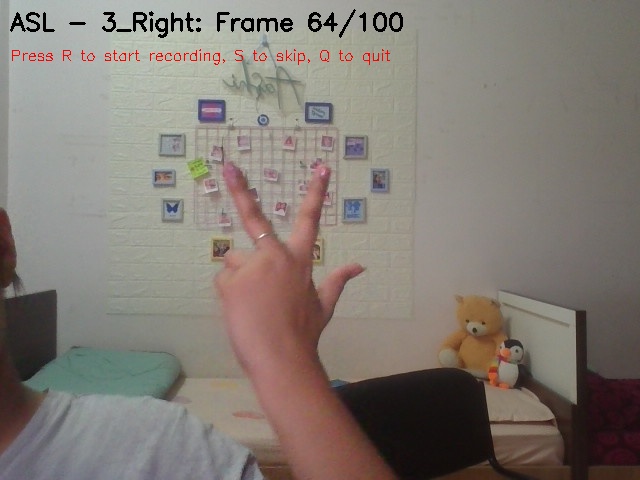 ASL - 3_Right: Frame 64/100
Press R to start recording, S to skip, Q to quit